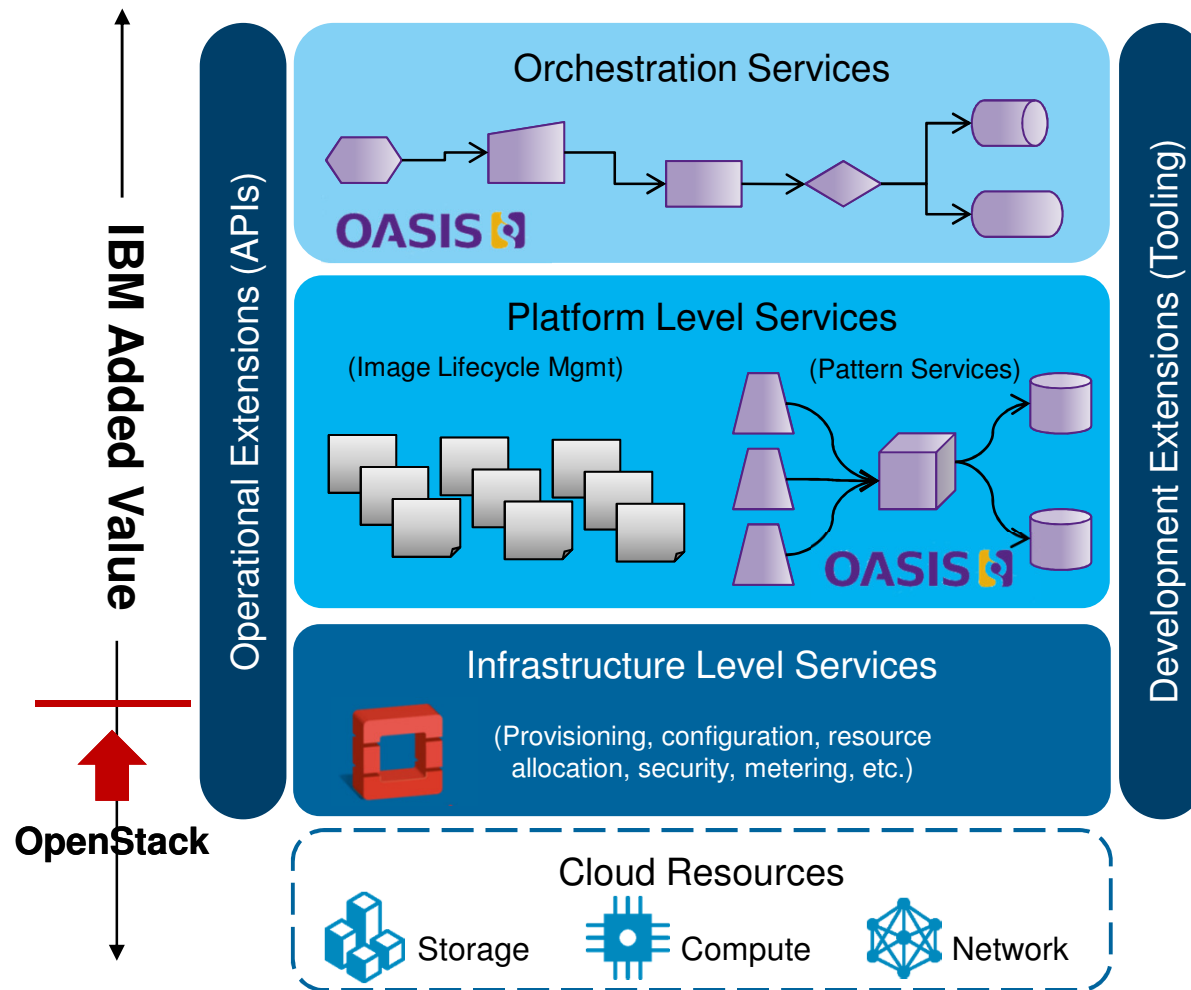 IBM Added Value
OpenStack
Operational Extensions (APIs)
Orchestration Services
OASIS
Platform Level Services
(Image Lifecycle Mgmt)
(Pattern Services)
OASIS
Infrastructure Level Services
(Provisioning, configuration, resource
allocation, security, metering, etc.)
Cloud Resources
Storage
Compute
Network
Development Extensions (Tooling)